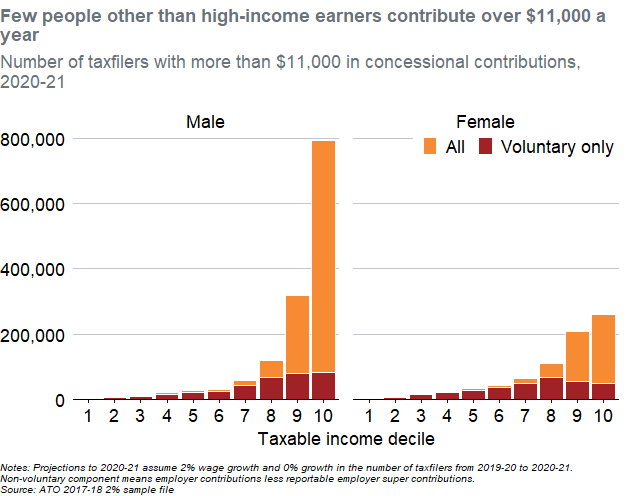 Few people other than high-income earners contribute over $11,000 a
year
Number of taxfilers with more than $11,000 in concessional contributions,
2020-21
Male
Female
All
Voluntary only
800,000
600,000
400,000
200,000
0
1 2 3 4 5 6 7 8 9 10
1 2 3 4 5 6 7 8 9 10
Taxable income decile
Notes: Projections to 2020-21 assume 2% wage growth and 0% growth in the number of taxfilers from 2019-20 to 2020-21.
Non-voluntary component means employer contributions less reportable employer super contributions.
Source: ATO 2017-18 2% sample file